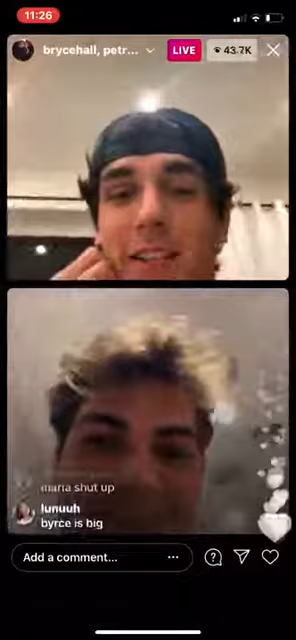 11:26
brycehall, petr...
LIVE
43.7K
maria shut up
lunuuh
byrce is big
Add a comment...